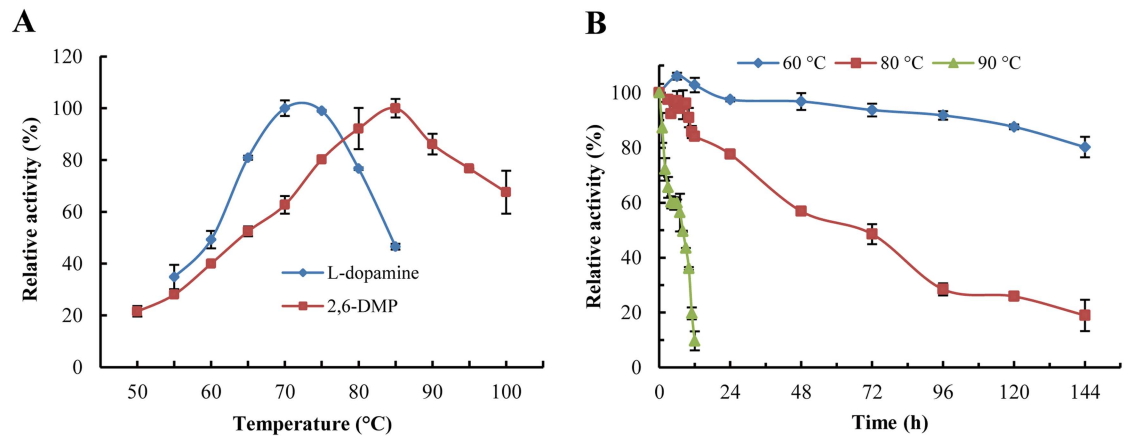 A
Relative activity (%)
120
100
80
60
40
20
0
L-dopamine
2,6-DMP
50
60
70
80
90
100
Temperature (°C)
B
60 °C
80 °C
90 °C
Relative activity (%)
100
80
60
40
20
0
0
24
48
72
96
120
144
Time (h)